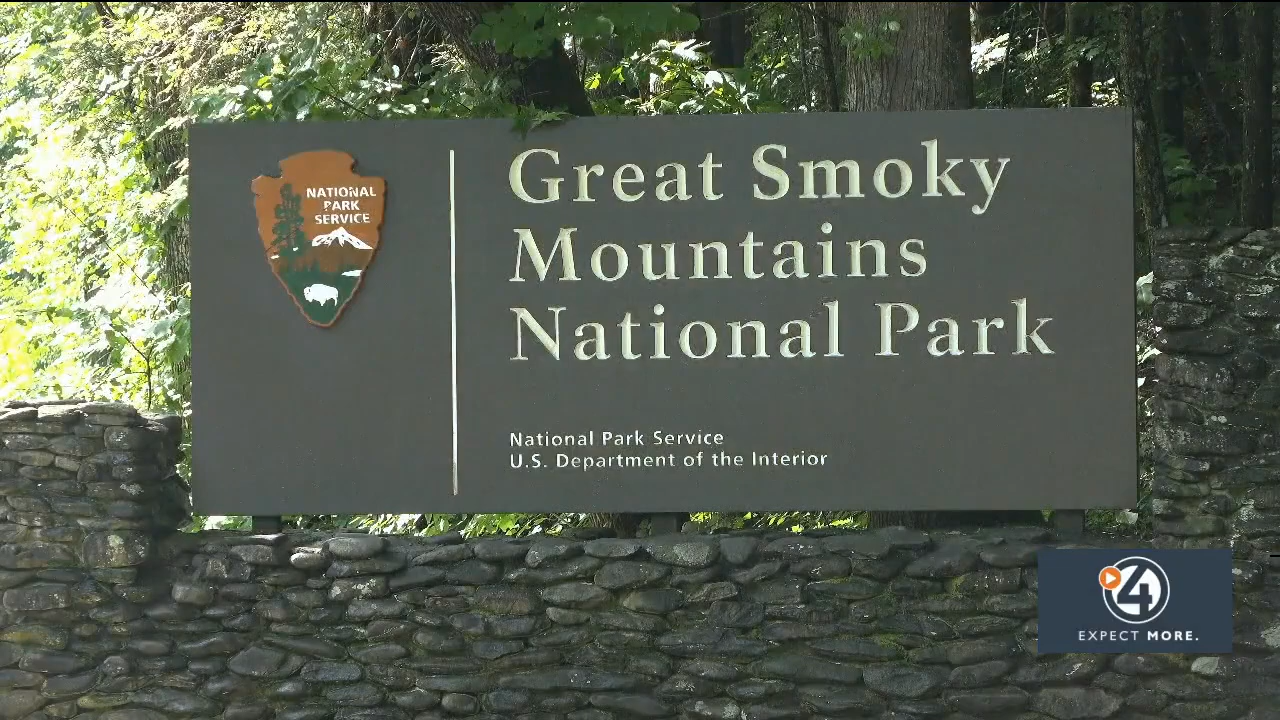 NATIONAL
PARK
SERVICE
Great Smoky
Mountains
National Park
National Park Service
U.S. Department of the Interior
4
EXPECT MORE.